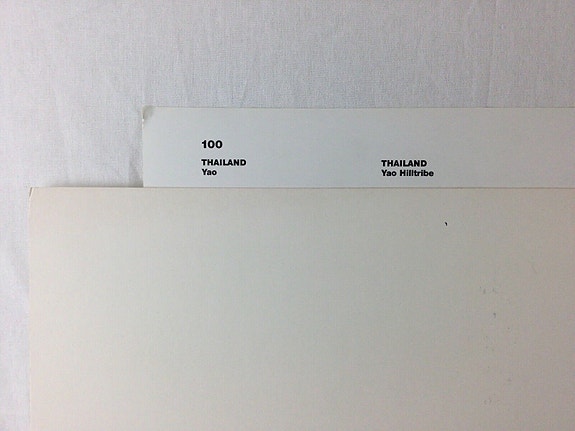 100
THAILAND
Yao
THAILAND
Yao Hilltribe